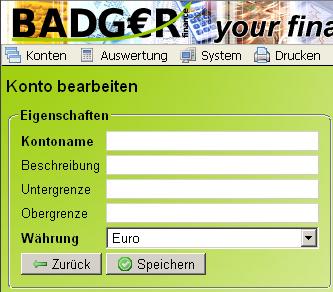 BADG€R finance your fina
Konten Auswertung System Drucken
Konto bearbeiten
Eigenschaften
Kontoname
Beschreibung
Untergrenze
Obergrenze
Währung Euro
Zurück Speichern